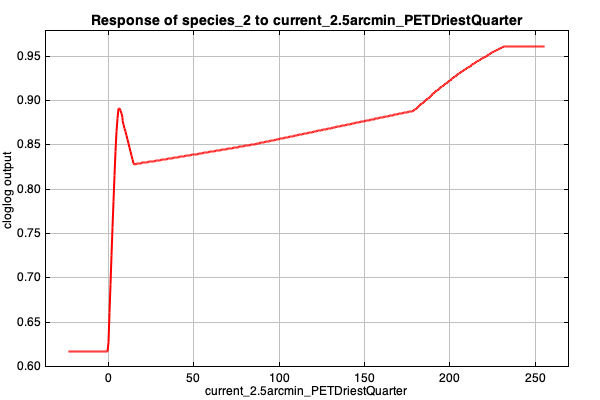 Response of species_2 to current_2.5arcmin_PETDriestQuarter
cloglog output
0.95
0.90
0.85
0.80
0.75
0.70
0.65
0.60
0 50 100 150 200 250
current_2.5arcmin_PETDriestQuarter